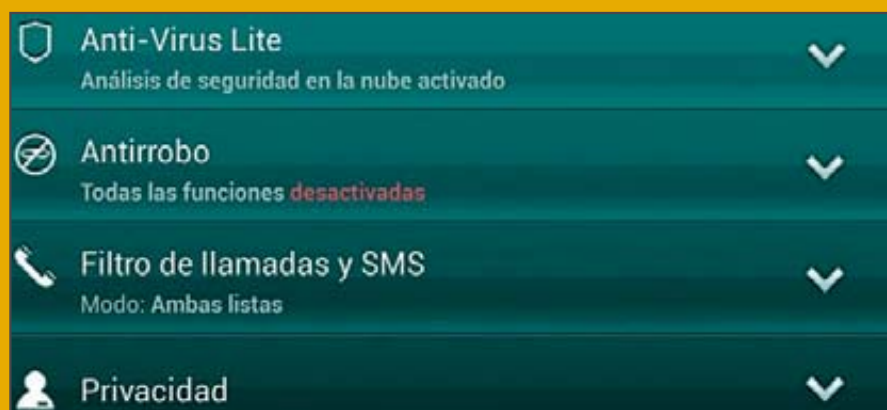 Anti-Virus Lite
Análisis de seguridad en la nube activado
Antirrobo
Todas las funciones desactivadas
Filtro de llamadas y SMS
Modo: Ambas listas
Privacidad